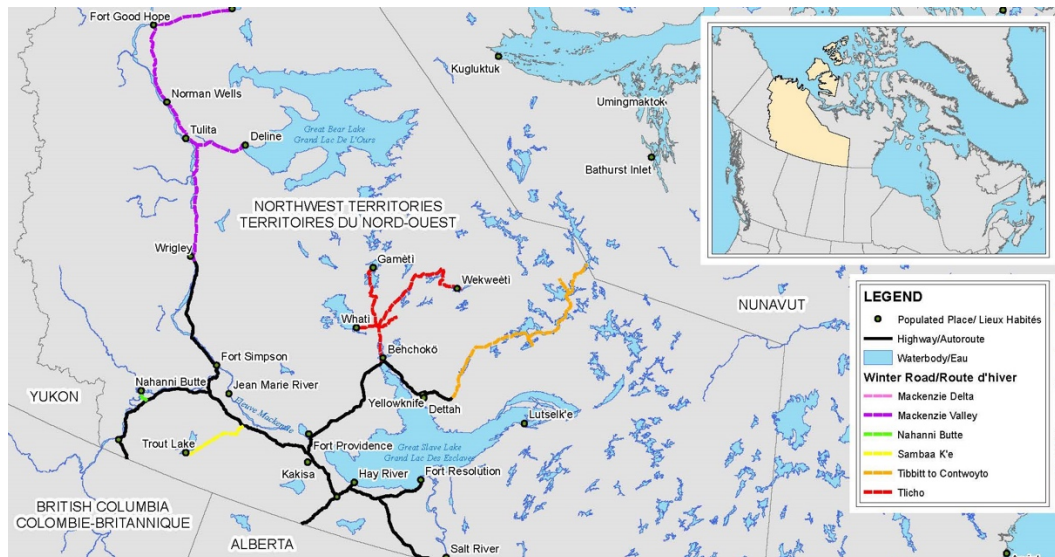 Fort Good Hope
Kugluktuk
Norman Wells
Umingmaktok
Tulita
Deline
Great Bear Lake
Grand Lac De L'Ours
Bathurst Inlet
NORTHWEST TERRITORIES
TERRITOIRES DU NORD-OUEST
Wrigley
Gamètì
Wekweètì
Whatì
NUNAVUT
Behchokö
Fort Simpson
Nahanni Butte
Jean Marie River
YUKON
Yellowknife
Dettah
Fleuve Mackenzie
Lutselk'e
Trout Lake
Great Slave Lake
Grand Lac Des Esclaves
Fort Providence
Kakisa
Hay River
Fort Resolution
BRITISH COLUMBIA
COLOMBIE-BRITANNIQUE
ALBERTA
Salt River
LEGEND
Populated Place/ Lieux Habités
Highway/Autoroute
Waterbody/Eau
Winter Road/Route d'hiver
Mackenzie Delta
Mackenzie Valley
Nahanni Butte
Sambaa K'e
Tibbitt to Contwoyto
Tlicho